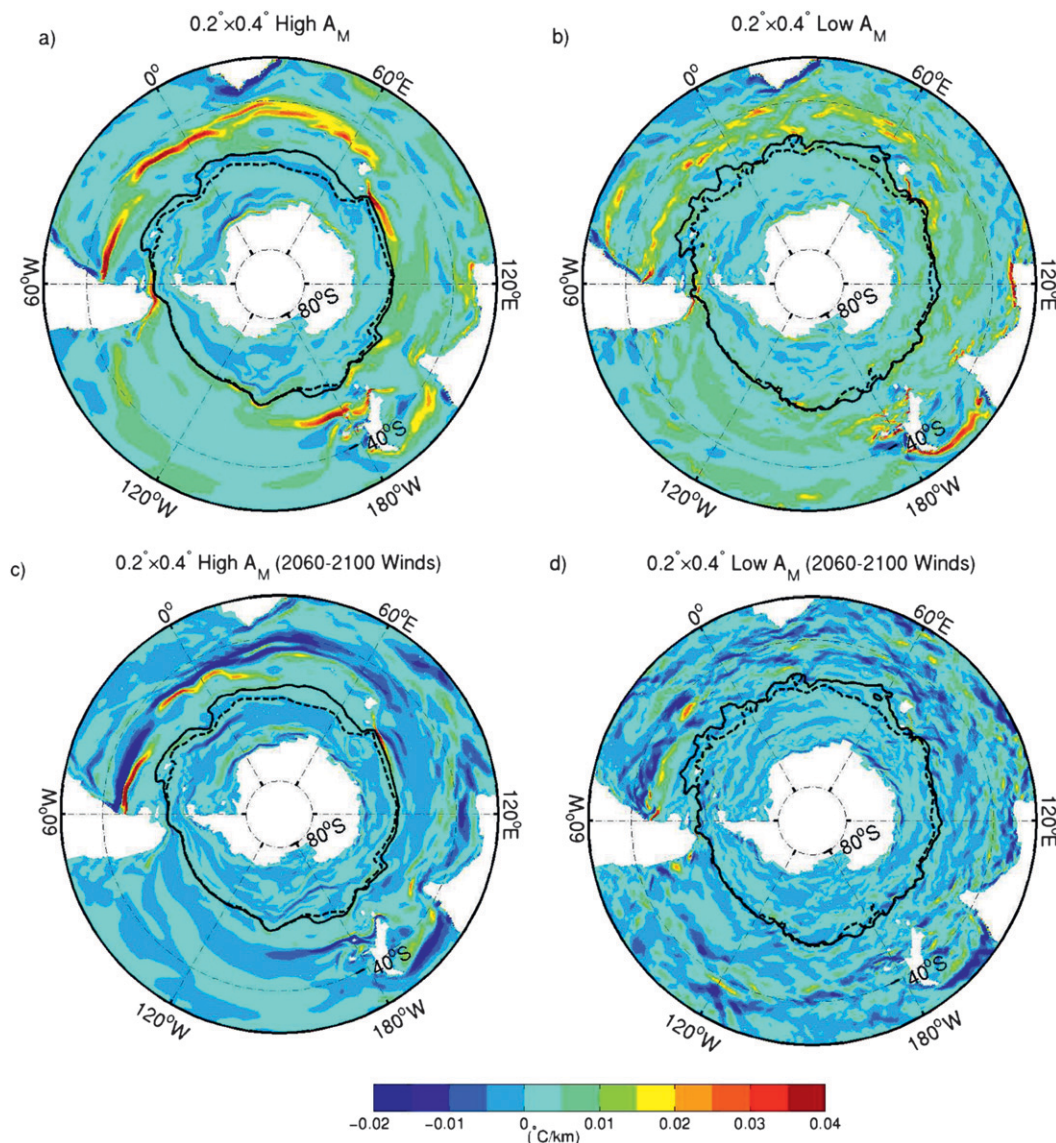 a) 0.2°×0.4° High A_M
b) 0.2°×0.4° Low A_M
0°
60°E
120°E
180°W
120°W
60°W
80°S
40°S
0°
60°E
120°E
180°W
120°W
60°W
80°S
40°S
c) 0.2°×0.4° High A_M (2060-2100 Winds)
d) 0.2°×0.4° Low A_M (2060-2100 Winds)
0°
60°E
120°E
180°W
120°W
60°W
80°S
40°S
0°
60°E
120°E
180°W
120°W
60°W
80°S
40°S
−0.02 −0.01 0 0.01 0.02 0.03 0.04
(°C/km)